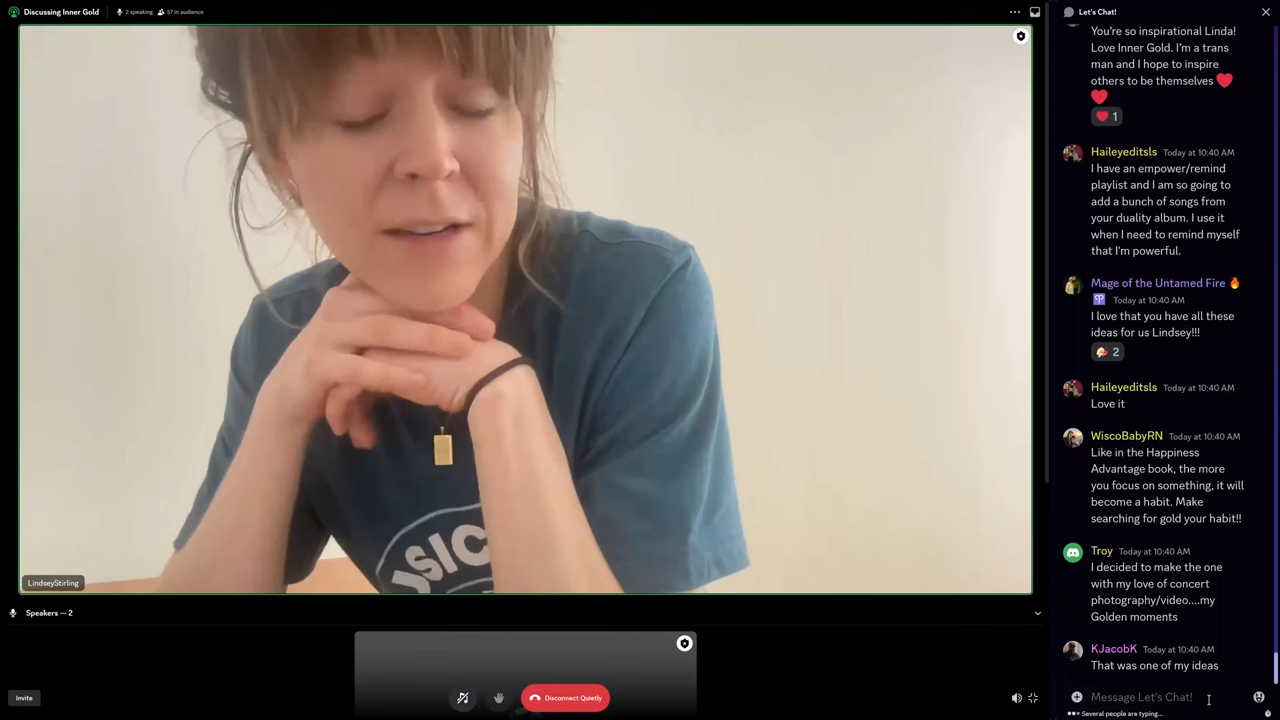 Discussing Inner Gold
2 speaking
57 in audience
LindseyStirling
Speakers — 2
Invite
Disconnect Quietly
Let's Chat!
You're so inspirational Linda!
Love Inner Gold. I'm a trans
man and I hope to inspire
others to be themselves ❤️
❤️
❤️ 1
Haileyeditsls Today at 10:40 AM
I have an empower/remind
playlist and I am so going to
add a bunch of songs from
your duality album. I use it
when I need to remind myself
that I'm powerful.
Mage of the Untamed Fire 🔥
♈ Today at 10:40 AM
I love that you have all these
ideas for us Lindsey!!!
2
Haileyeditsls Today at 10:40 AM
Love it
WiscoBabyRN Today at 10:40 AM
Like in the Happiness
Advantage book, the more
you focus on something, it will
become a habit. Make
searching for gold your habit!!
Troy Today at 10:40 AM
I decided to make the one
with my love of concert
photography/video....my
Golden moments
KJacobK Today at 10:40 AM
That was one of my ideas
Message Let's Chat!
Several people are typing...